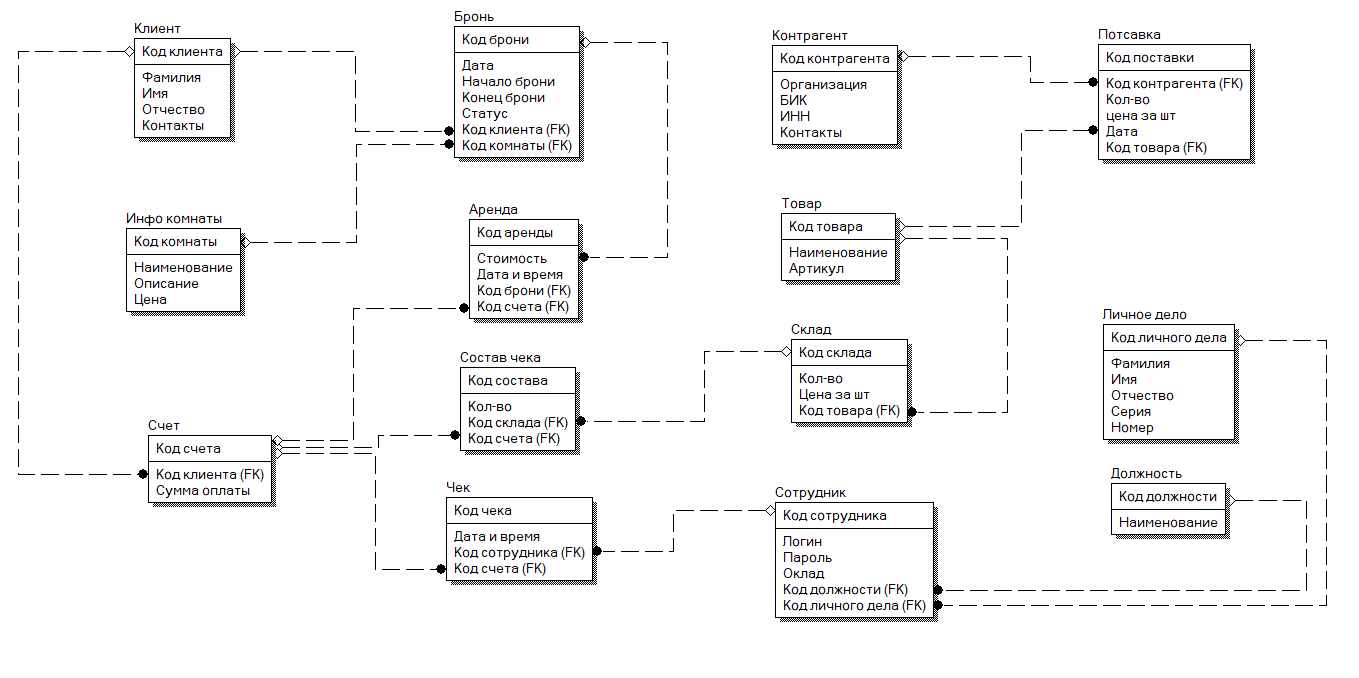 Клиент
Код клиента
Фамилия
Имя
Отчество
Контакты
Бронь
Код брони
Дата
Начало брони
Конец брони
Статус
Код клиента (FK)
Код комнаты (FK)
Контрагент
Код контрагента
Организация
БИК
ИНН
Контакты
Потсавка
Код поставки
Код контрагента (FK)
Кол-во
цена за шт
Дата
Код товара (FK)
Инфо комнаты
Код комнаты
Наименование
Описание
Цена
Аренда
Код аренды
Стоимость
Дата и время
Код брони (FK)
Код счета (FK)
Товар
Код товара
Наименование
Артикул
Состав чека
Код состава
Кол-во
Код склада (FK)
Код счета (FK)
Склад
Код склада
Кол-во
Цена за шт
Код товара (FK)
Личное дело
Код личного дела
Фамилия
Имя
Отчество
Серия
Номер
Счет
Код счета
Код клиента (FK)
Сумма оплаты
Чек
Код чека
Дата и время
Код сотрудника (FK)
Код счета (FK)
Сотрудник
Код сотрудника
Логин
Пароль
Оклад
Код должности (FK)
Код личного дела (FK)
Должность
Код должности
Наименование